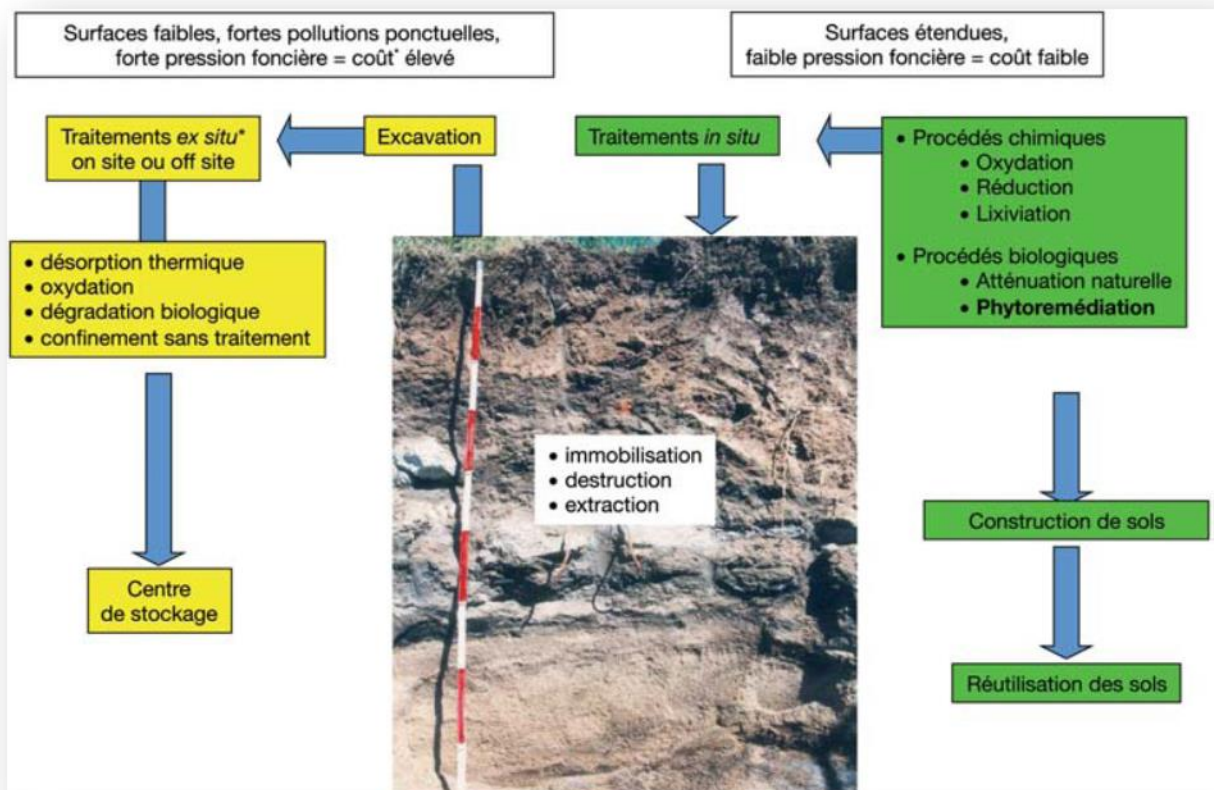 Surfaces faibles, fortes pollutions ponctuelles,
forte pression foncière = coût* élevé
Surfaces étendues,
faible pression foncière = coût faible
Traitements ex situ*
on site ou off site
Excavation
Traitements in situ
• Procédés chimiques
• Oxydation
• Réduction
• Lixiviation
• Procédés biologiques
• Atténuation naturelle
• Phytoremédiation
• désorption thermique
• oxydation
• dégradation biologique
• confinement sans traitement
• immobilisation
• destruction
• extraction
Centre
de stockage
Construction de sols
Réutilisation des sols